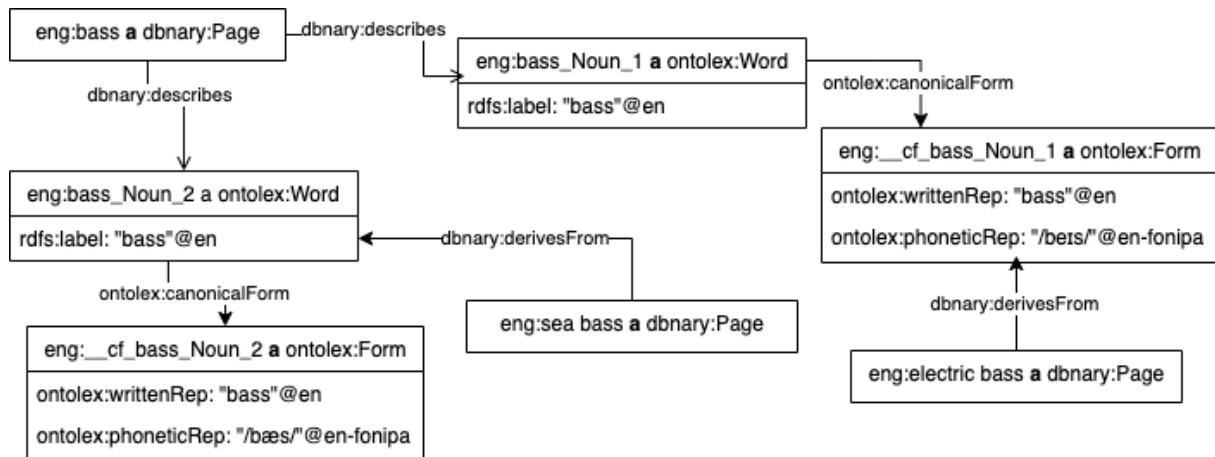 eng:bass a dbnary:Page
dbnary:describes
eng:bass_Noun_1 a ontolex:Word
rdfs:label: "bass"@en
ontolex:canonicalForm
dbnary:describes
eng:__cf_bass_Noun_1 a ontolex:Form
ontolex:writtenRep: "bass"@en
ontolex:phoneticRep: "/beɪs/"@en-fonipa
eng:bass_Noun_2 a ontolex:Word
rdfs:label: "bass"@en
dbnary:derivesFrom
ontolex:canonicalForm
dbnary:derivesFrom
eng:sea bass a dbnary:Page
eng:__cf_bass_Noun_2 a ontolex:Form
ontolex:writtenRep: "bass"@en
ontolex:phoneticRep: "/bæs/"@en-fonipa
eng:electric bass a dbnary:Page